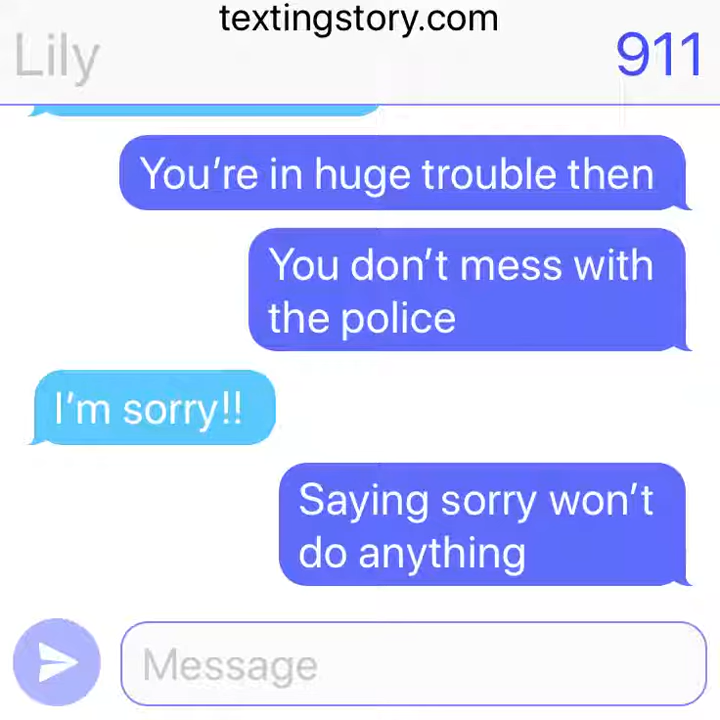 textingstory.com
Lily
911
You’re in huge trouble then
You don’t mess with
the police
I’m sorry!!
Saying sorry won’t
do anything
Message